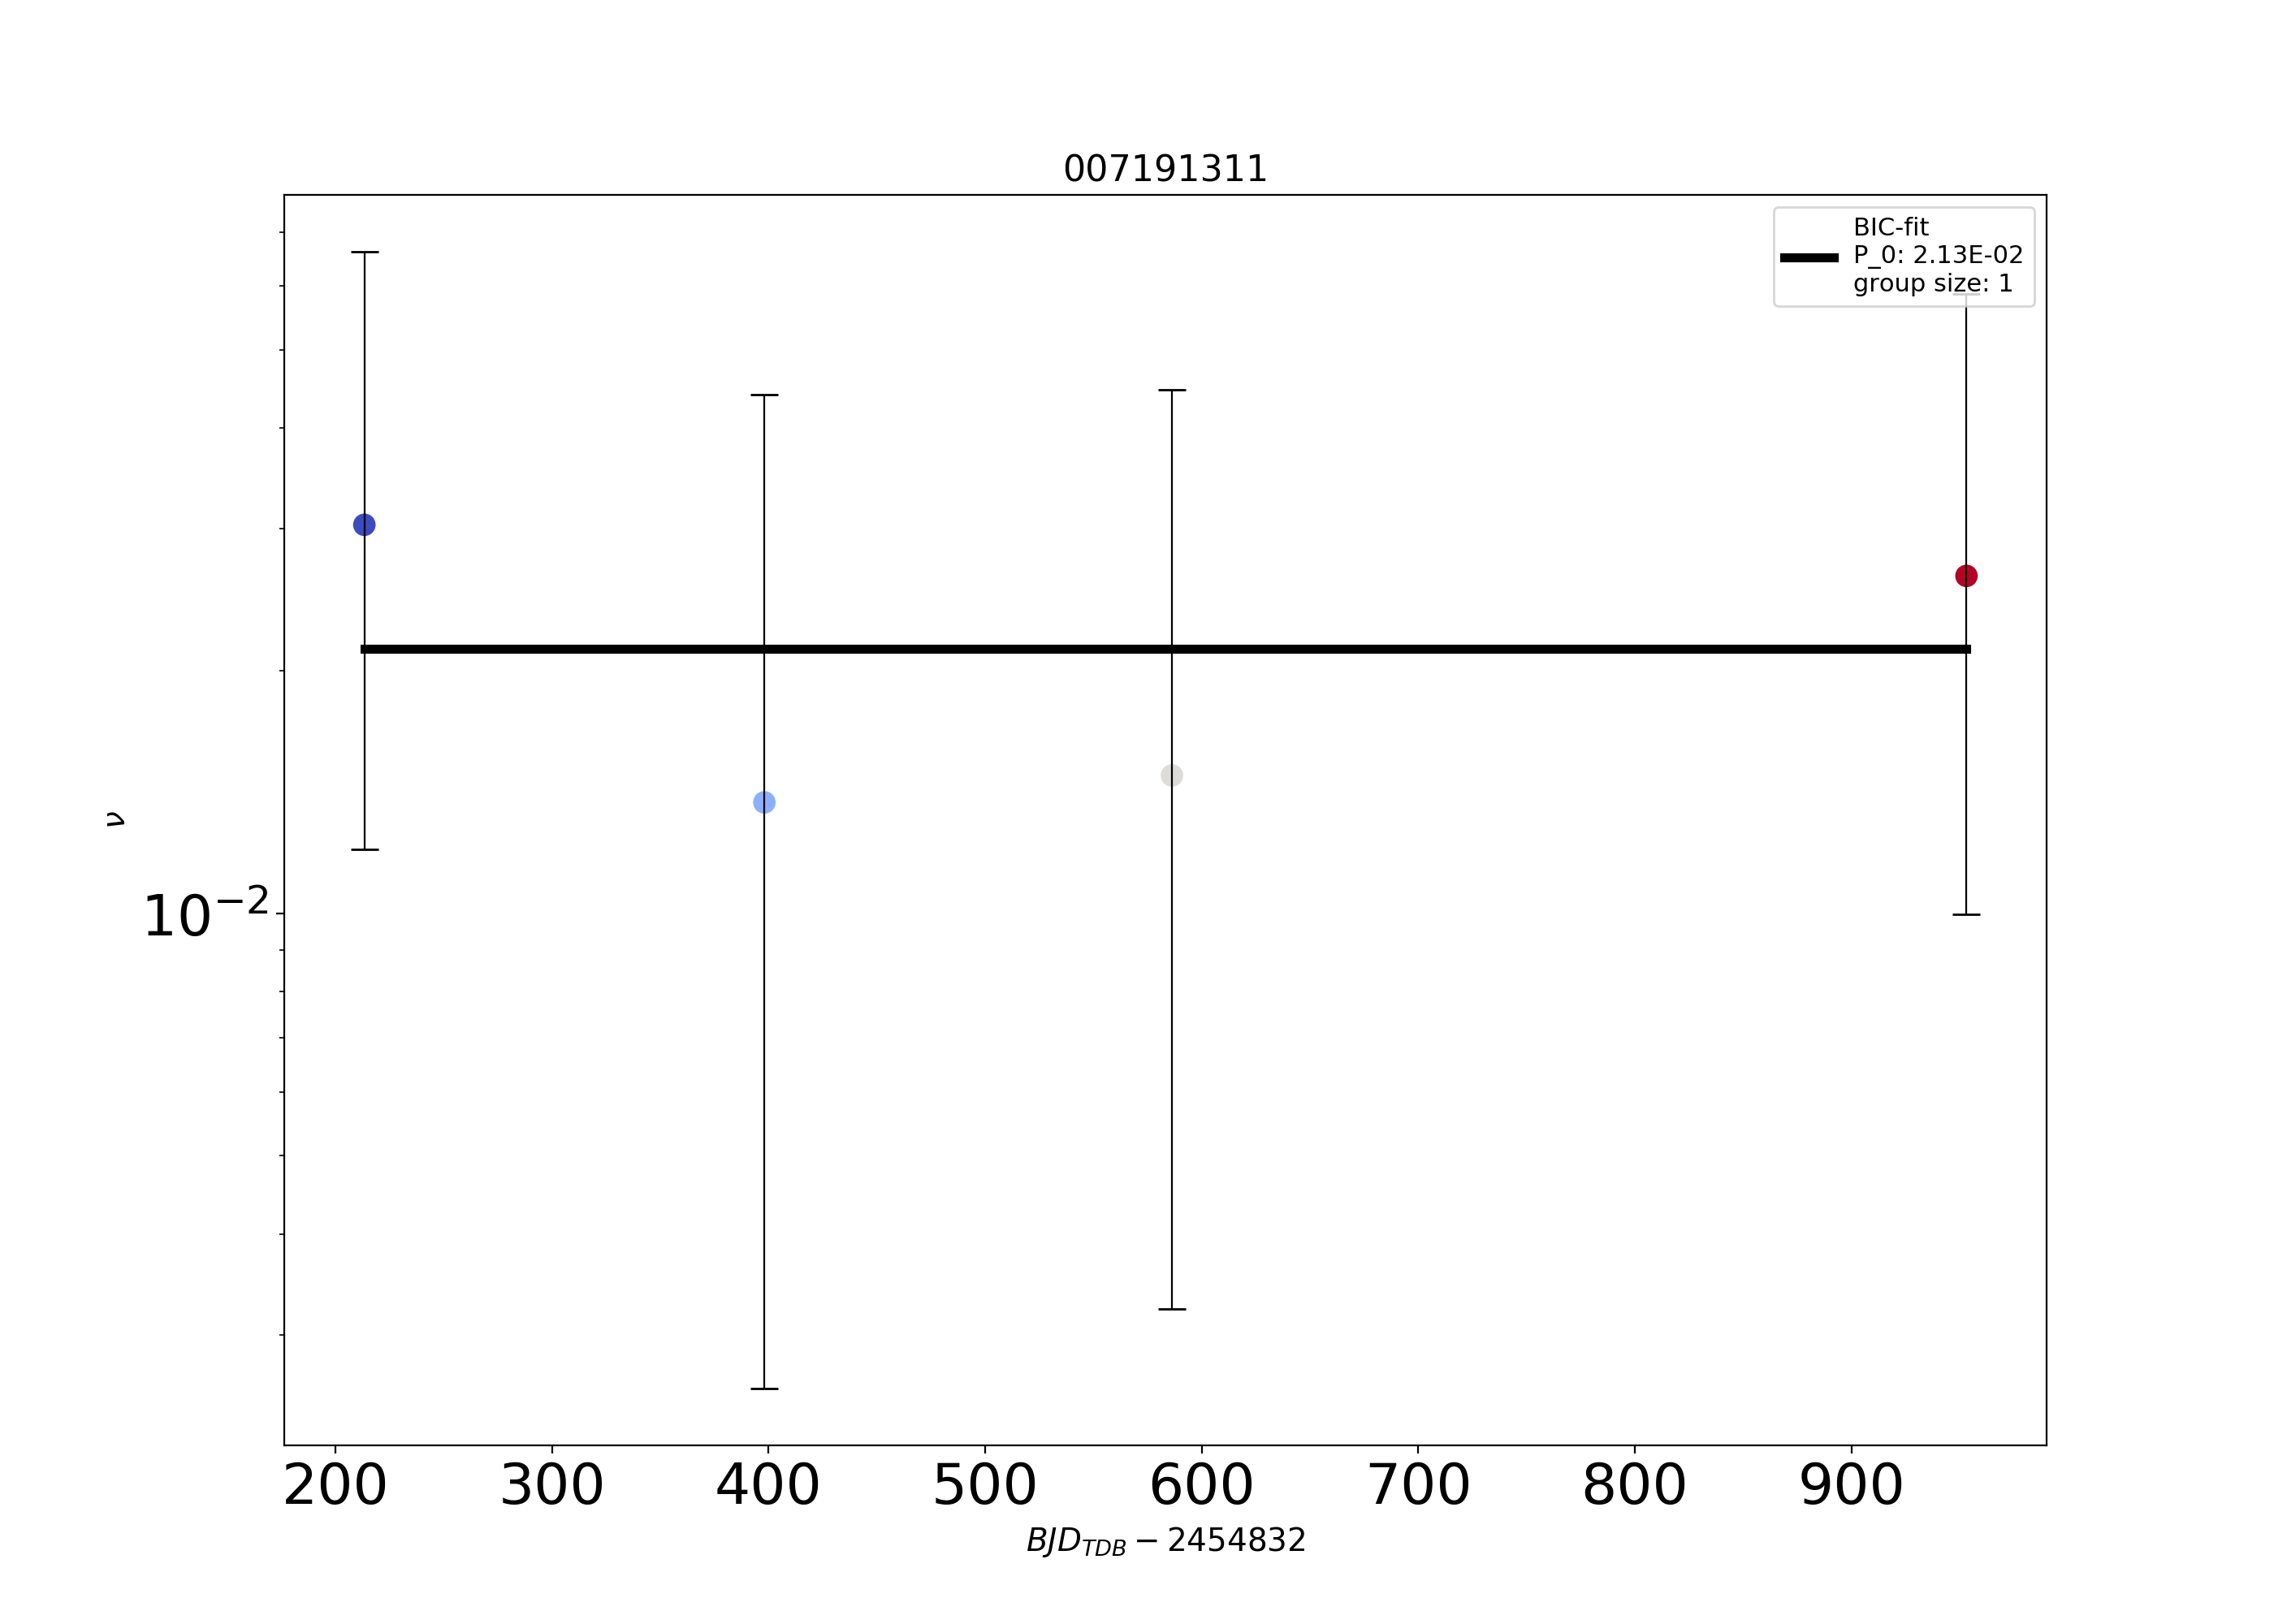 007191311
BIC-fit
P_0: 2.13E-02
group size: 1
ν
10⁻²
200 300 400 500 600 700 800 900
BJD_TDB − 2454832